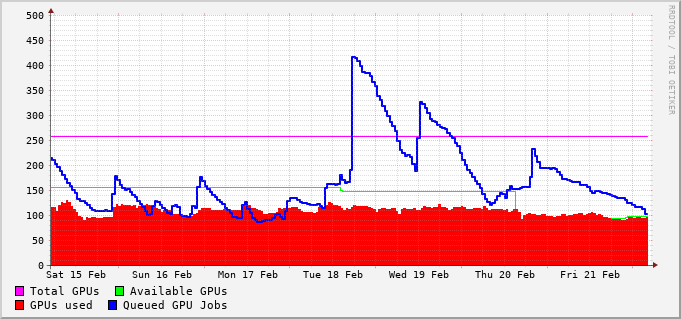 RRDTOOL / TOBI OETIKER
500
450
400
350
300
250
200
150
100
50
0
Sat 15 Feb Sun 16 Feb Mon 17 Feb Tue 18 Feb Wed 19 Feb Thu 20 Feb Fri 21 Feb
Total GPUs Available GPUs
GPUs used Queued GPU Jobs